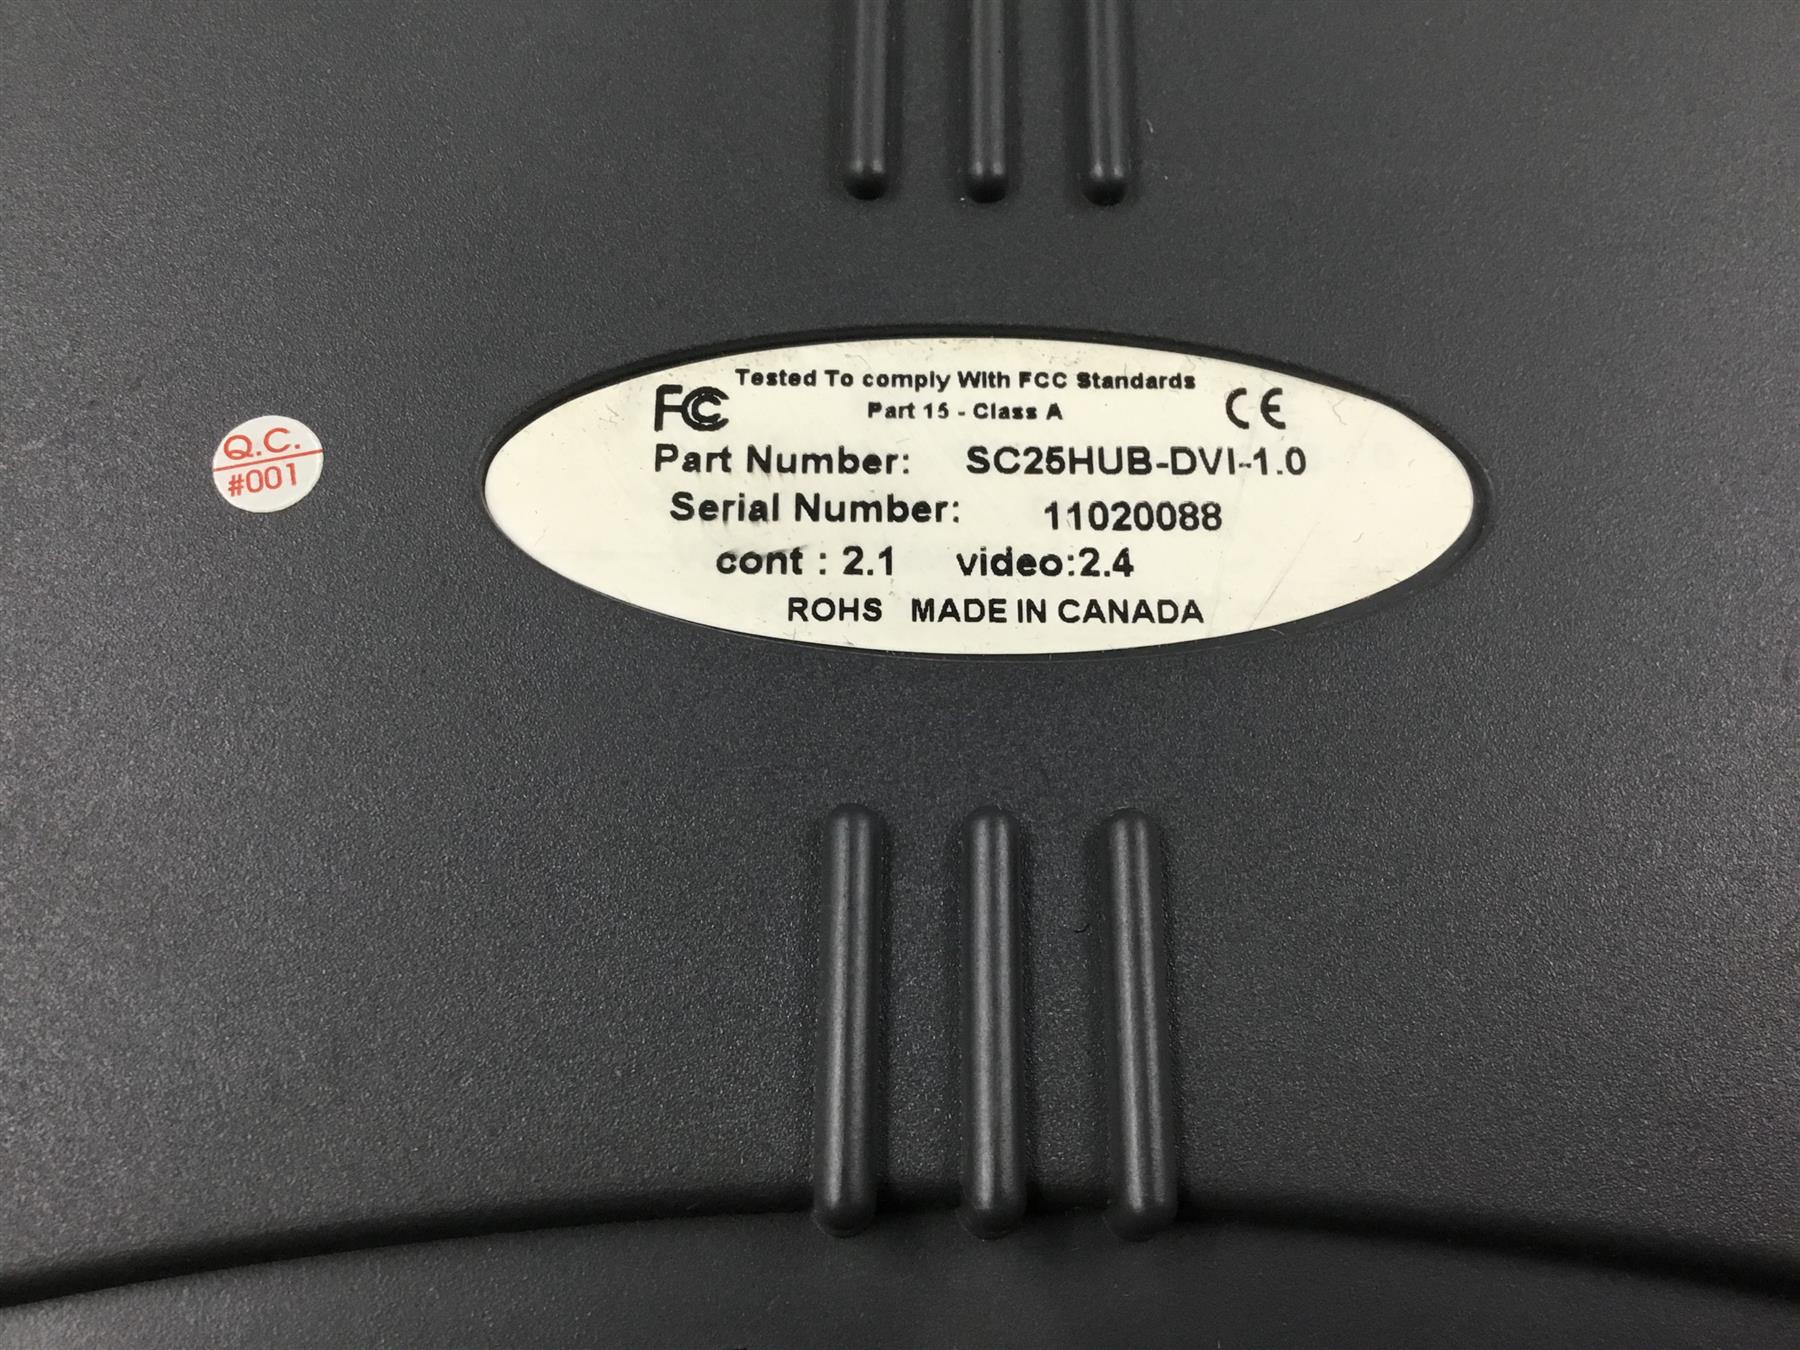 Tested To comply With FCC Standards
FC Part 15 - Class A CE
Part Number: SC25HUB-DVI-1.0
Serial Number: 11020088
cont : 2.1 video:2.4
ROHS MADE IN CANADA
Q.C.
#001